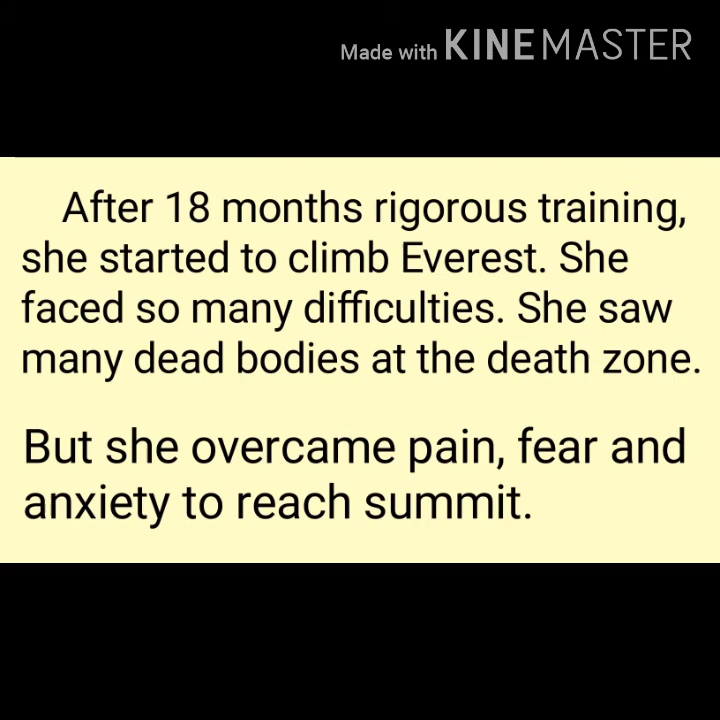 Made with KINEMASTER
After 18 months rigorous training,
she started to climb Everest. She
faced so many difficulties. She saw
many dead bodies at the death zone.
But she overcame pain, fear and
anxiety to reach summit.